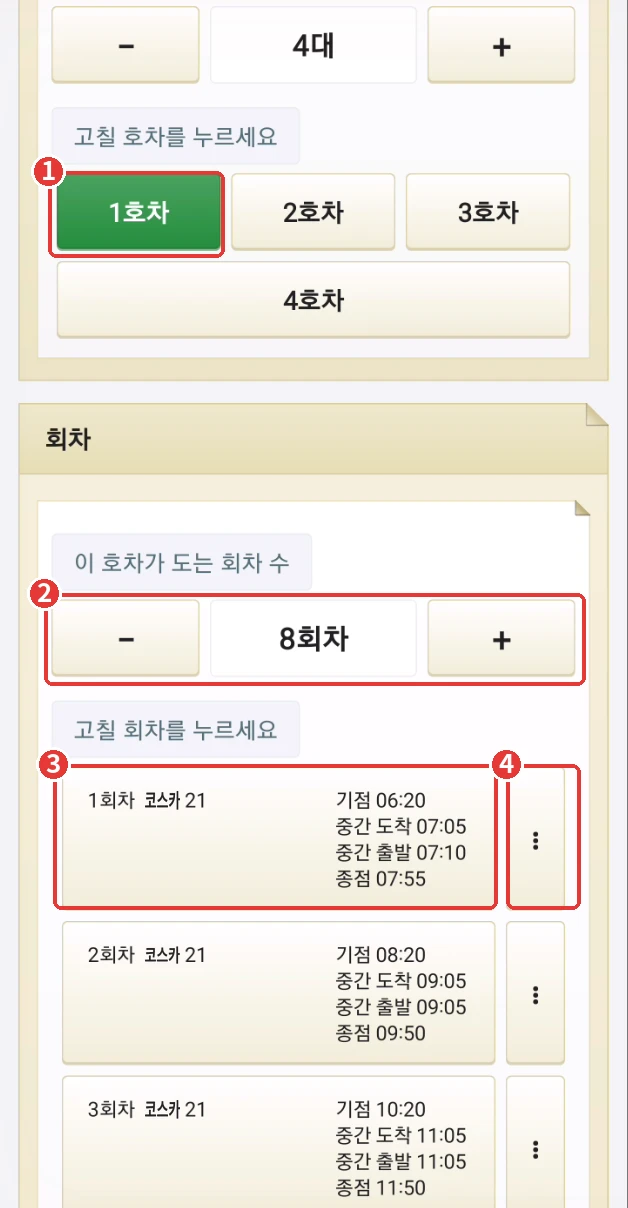 − 4대 +
고칠 호차를 누르세요
1
1호차 2호차 3호차
4호차
회차
이 호차가 도는 회차 수
2
− 8회차 +
고칠 회차를 누르세요
3 4
1회차 코스카 21 기점 06:20
중간 도착 07:05
중간 출발 07:10
종점 07:55
2회차 코스카 21 기점 08:20
중간 도착 09:05
중간 출발 09:05
종점 09:50
3회차 코스카 21 기점 10:20
중간 도착 11:05
중간 출발 11:05
종점 11:50